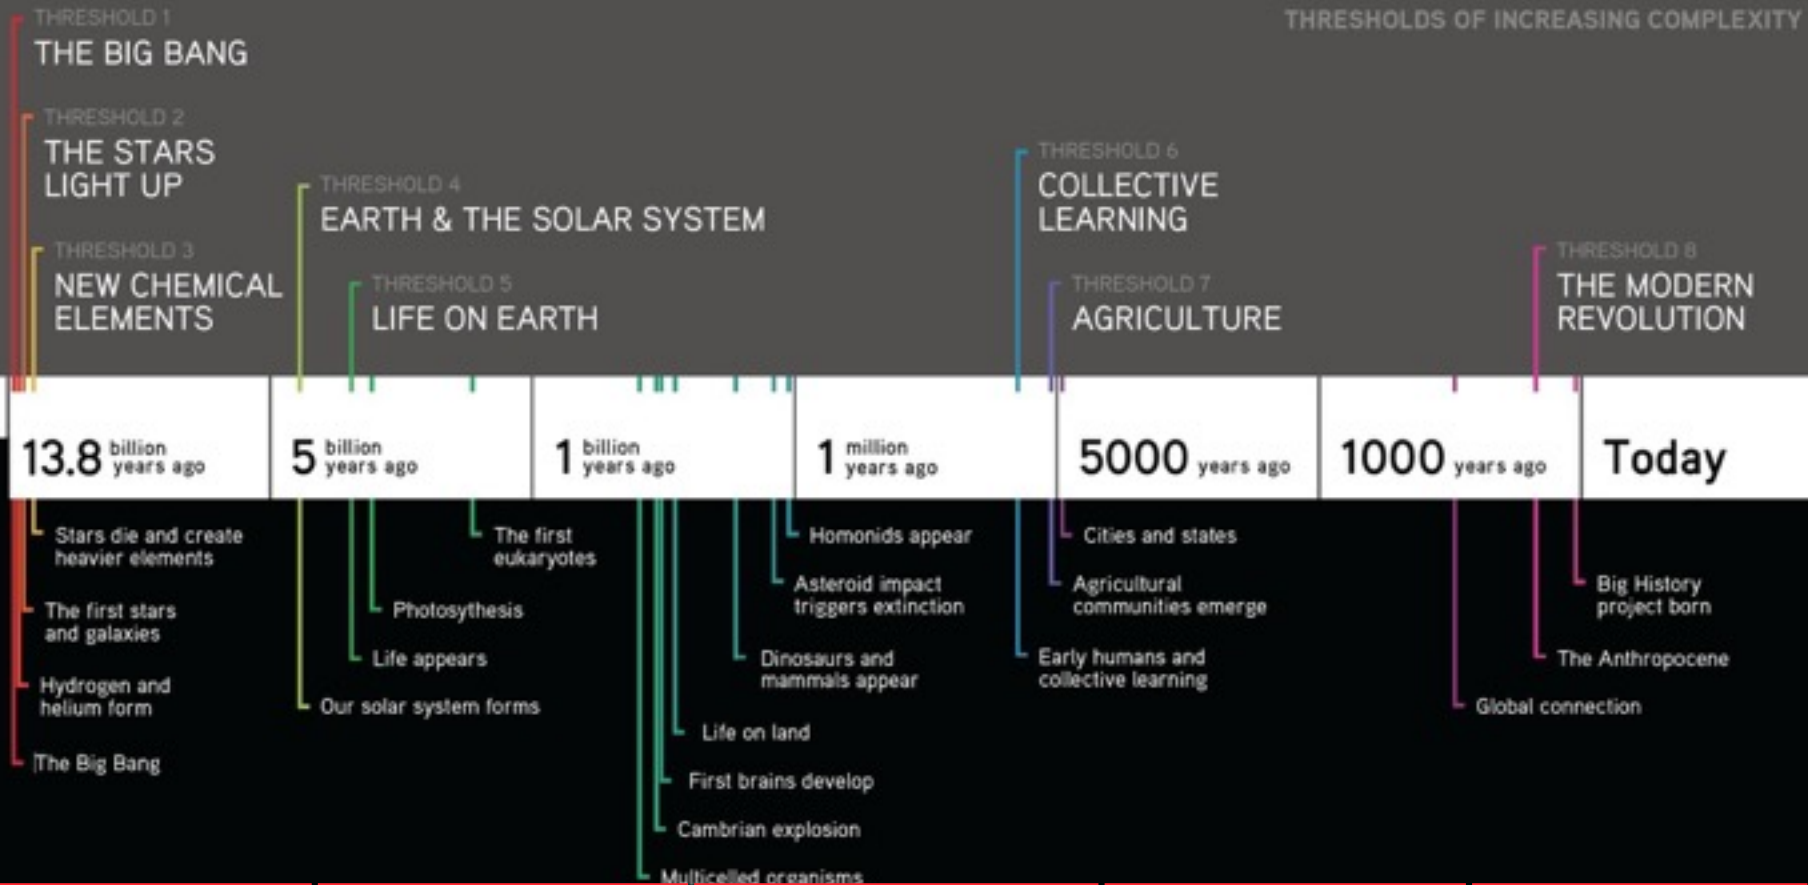 THRESHOLDS OF INCREASING COMPLEXITY
THRESHOLD 1
THE BIG BANG
THRESHOLD 2
THE STARS
LIGHT UP
THRESHOLD 3
NEW CHEMICAL
ELEMENTS
THRESHOLD 4
EARTH & THE SOLAR SYSTEM
THRESHOLD 5
LIFE ON EARTH
THRESHOLD 6
COLLECTIVE
LEARNING
THRESHOLD 7
AGRICULTURE
THRESHOLD 8
THE MODERN
REVOLUTION
13.8 billion years ago
5 billion years ago
1 billion years ago
1 million years ago
5000 years ago
1000 years ago
Today
Stars die and create
heavier elements
The first stars
and galaxies
Hydrogen and
helium form
The Big Bang
The first
eukaryotes
Photosythesis
Life appears
Our solar system forms
Homonids appear
Asteroid impact
triggers extinction
Dinosaurs and
mammals appear
Life on land
First brains develop
Cambrian explosion
Multicelled organisms
Cities and states
Agricultural
communities emerge
Early humans and
collective learning
Big History
project born
The Anthropocene
Global connection